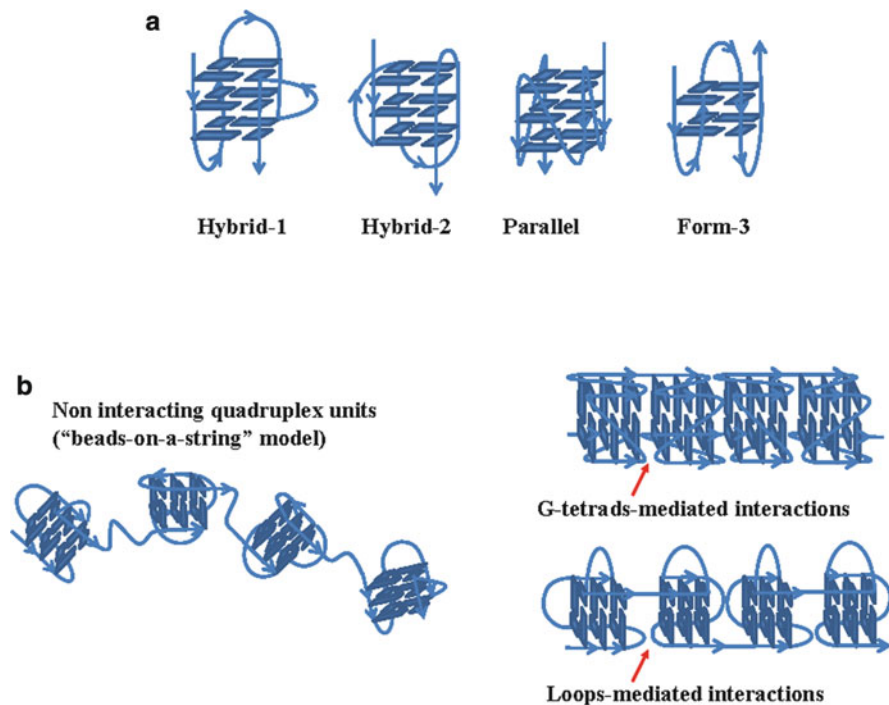 a
Hybrid-1 Hybrid-2 Parallel Form-3
b
Non interacting quadruplex units
(“beads-on-a-string” model)
G-tetrads-mediated interactions
Loops-mediated interactions